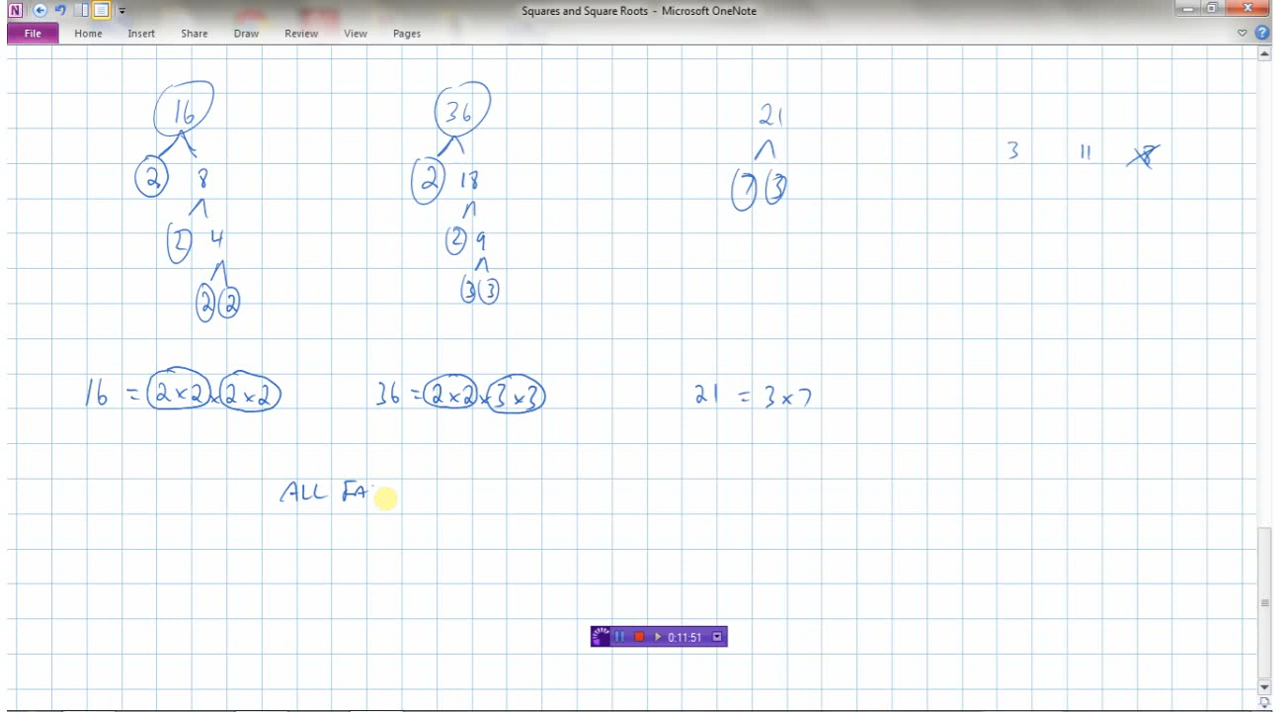 Squares and Square Roots - Microsoft OneNote
File Home Insert Share Draw Review View Pages
16 36 21
3 11 8
2 8 2 18 7 3
2 4 2 9
2 2 3 3
16 = 2 x 2 x 2 x 2 36 = 2 x 2 x 3 x 3 21 = 3 x 7
ALL FA
0:11:51